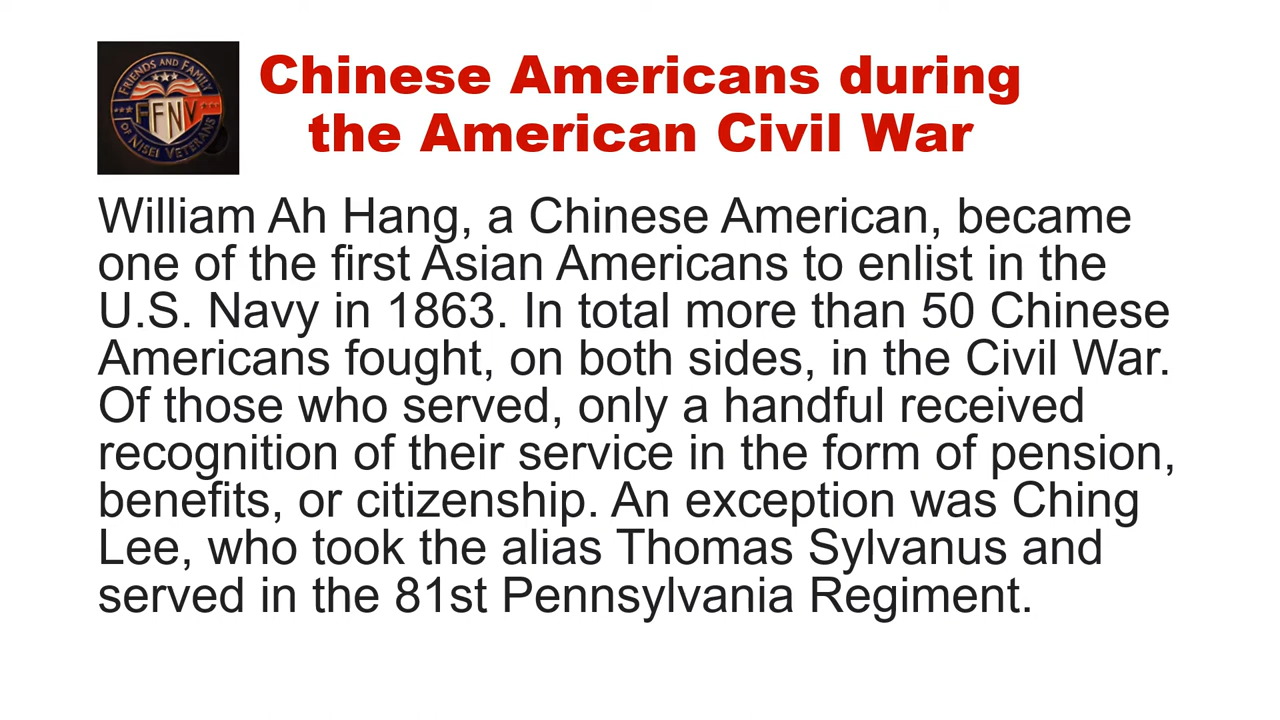 FRIENDS AND FAMILY
FFNV
OF NISEI VETERANS
Chinese Americans during
the American Civil War
William Ah Hang, a Chinese American, became
one of the first Asian Americans to enlist in the
U.S. Navy in 1863. In total more than 50 Chinese
Americans fought, on both sides, in the Civil War.
Of those who served, only a handful received
recognition of their service in the form of pension,
benefits, or citizenship. An exception was Ching
Lee, who took the alias Thomas Sylvanus and
served in the 81st Pennsylvania Regiment.